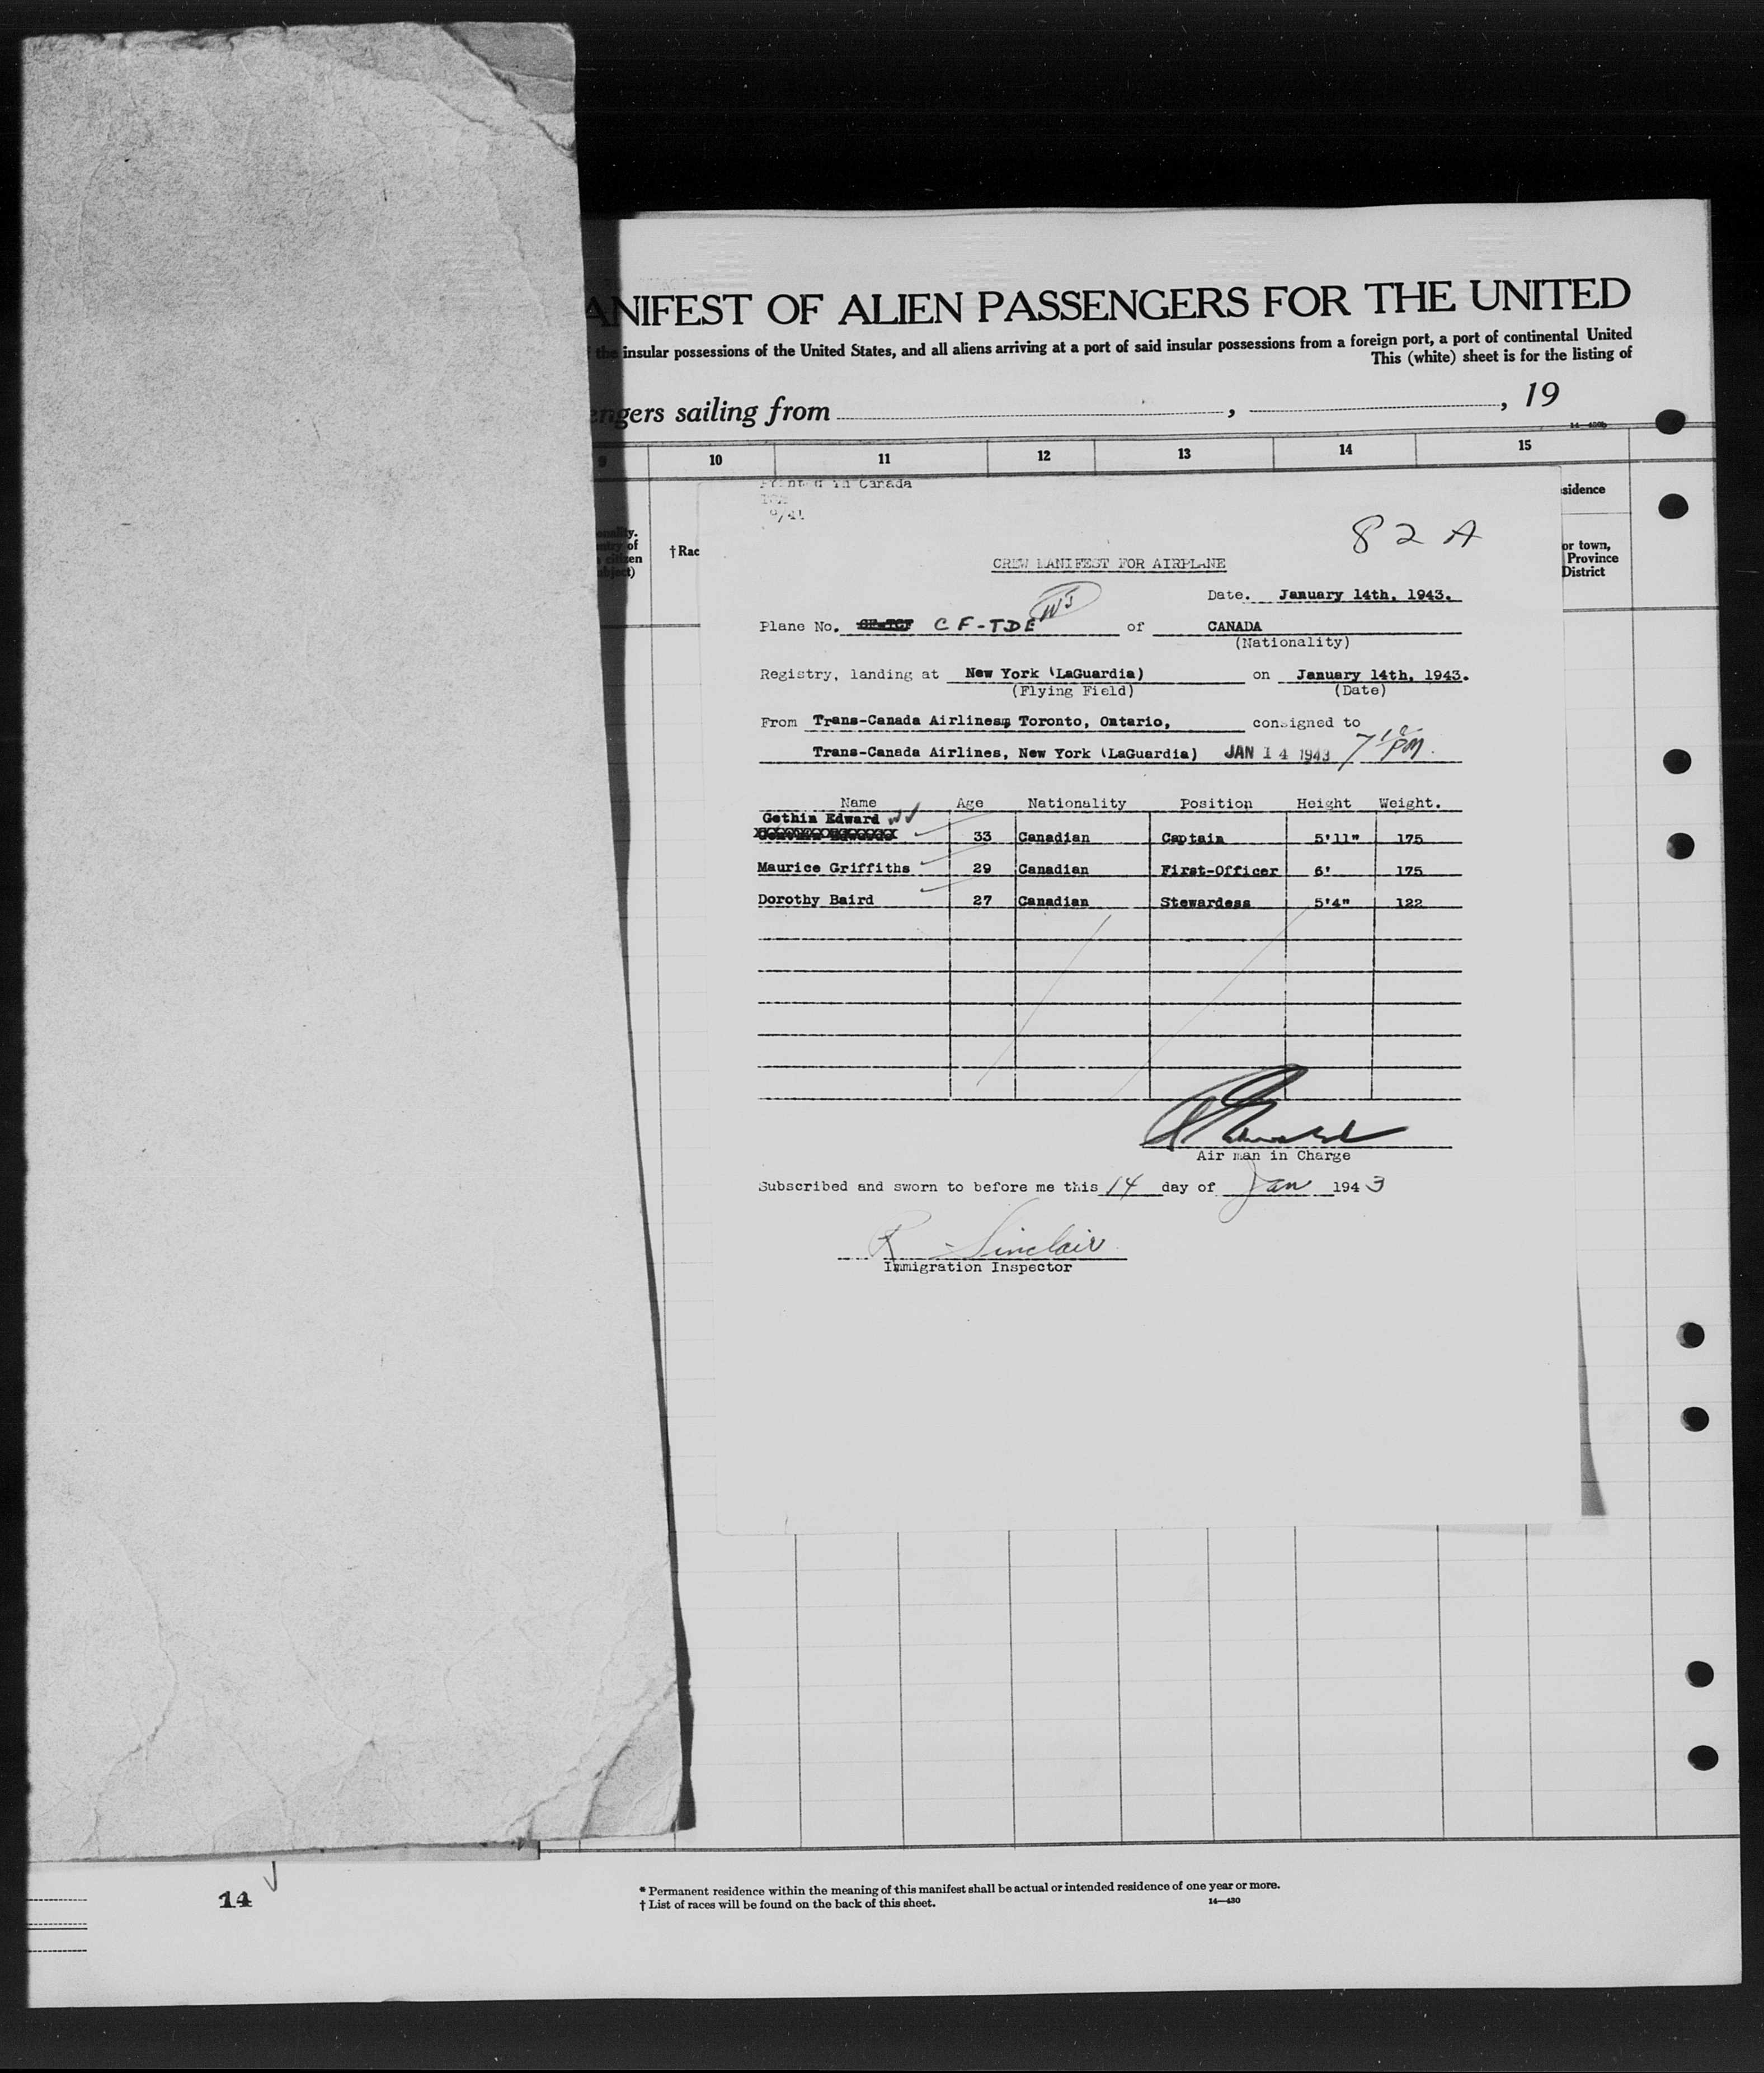 ANIFEST OF ALIEN PASSENGERS FOR THE UNITED
the insular possessions of the United States, and all aliens arriving at a port of said insular possessions from a foreign port, a port of continental United
This (white) sheet is for the listing of
engers sailing from , , 19
9 10 11 12 13 14 15
Printed in Canada
9/41
82 A
sidence
onality.
ntry of
citizen
ubject)
†Rac
or town,
Province
District
CREW MANIFEST FOR AIRPLANE
Date. January 14th, 1943.
Plane No. CF-TDE of CANADA
(Nationality)
Registry, landing at New York (LaGuardia) on January 14th, 1943.
(Flying Field) (Date)
From Trans-Canada Airlines, Toronto, Ontario, consigned to
Trans-Canada Airlines, New York (LaGuardia) JAN 14 1943 PM
Name Age Nationality Position Height Weight.
Gethin Edward
33 Canadian Captain 5'11" 175
Maurice Griffiths 29 Canadian First-Officer 6' 175
Dorothy Baird 27 Canadian Stewardess 5'4" 122
Air man in Charge
Subscribed and sworn to before me this 14 day of Jan 1943
R Sinclair
Immigration Inspector
14
* Permanent residence within the meaning of this manifest shall be actual or intended residence of one year or more.
† List of races will be found on the back of this sheet.
14—430